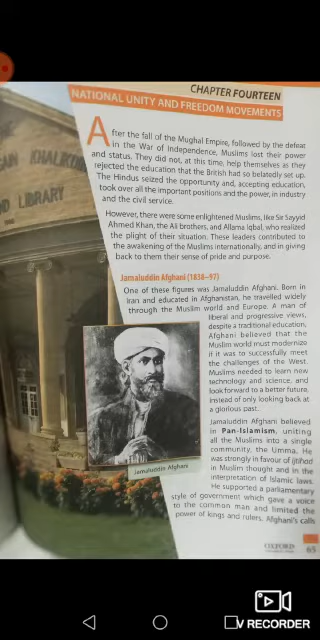 CHAPTER FOURTEEN
NATIONAL UNITY AND FREEDOM MOVEMENTS
After the fall of the Mughal Empire, followed by the defeat
in the War of Independence, Muslims lost their power
and status. They did not, at this time, help themselves as they
rejected the education that the British had so belatedly set up.
The Hindus seized the opportunity and, accepting education,
took over all the important positions and the power, in industry
and the civil service.
However, there were some enlightened Muslims, like Sir Sayyid
Ahmed Khan, the Ali brothers, and Allama Iqbal, who realized
the plight of their situation. These leaders contributed to
the awakening of the Muslims internationally, and in giving
back to them their sense of pride and purpose.
Jamaluddin Afghani (1838–97)
One of these figures was Jamaluddin Afghani. Born in
Iran and educated in Afghanistan, he travelled widely
through the Muslim world and Europe. A man of
liberal and progressive views,
despite a traditional education,
Afghani believed that the
Muslim world must modernize
if it was to successfully meet
the challenges of the West.
Muslims needed to learn now
technology and science, and
look forward to a better future,
instead of only looking back at
a glorious past.
Jamaluddin Afghani believed
in Pan-Islamism, uniting
all the Muslims into a single
community, the Umma. He
was strongly in favour of ijtihad
in Muslim thought and in the
interpretation of Islamic laws.
He supported a parliamentary
style of government which gave a voice
to the common man and limited the
power of kings and rulers. Afghani's calls
Jamaluddin Afghani
KHALIKDI
LIBRARY
OXFORD
65
V RECORDER